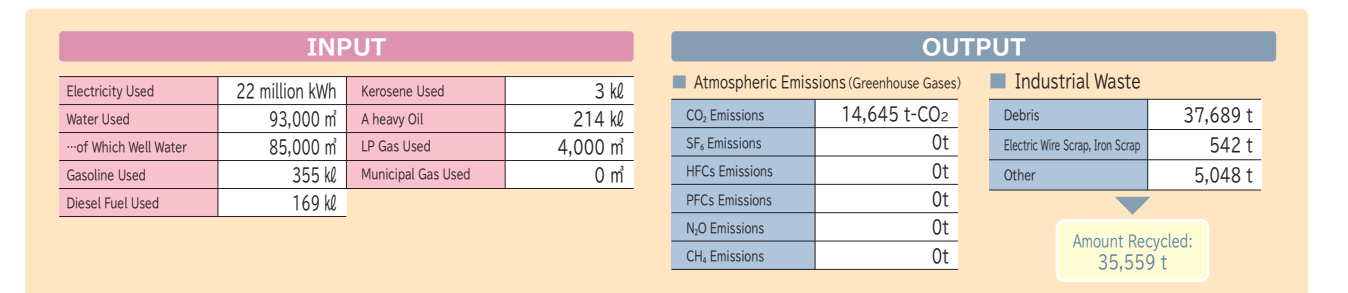 INPUT
Electricity Used 22 million kWh Kerosene Used 3 kℓ
Water Used 93,000 ㎥ A heavy Oil 214 kℓ
…of Which Well Water 85,000 ㎥ LP Gas Used 4,000 ㎥
Gasoline Used 355 kℓ Municipal Gas Used 0 ㎥
Diesel Fuel Used 169 kℓ
OUTPUT
■ Atmospheric Emissions (Greenhouse Gases)
CO₂ Emissions 14,645 t-CO2
SF₆ Emissions 0t
HFCs Emissions 0t
PFCs Emissions 0t
N₂O Emissions 0t
CH₄ Emissions 0t
■ Industrial Waste
Debris 37,689 t
Electric Wire Scrap, Iron Scrap 542 t
Other 5,048 t
Amount Recycled:
35,559 t